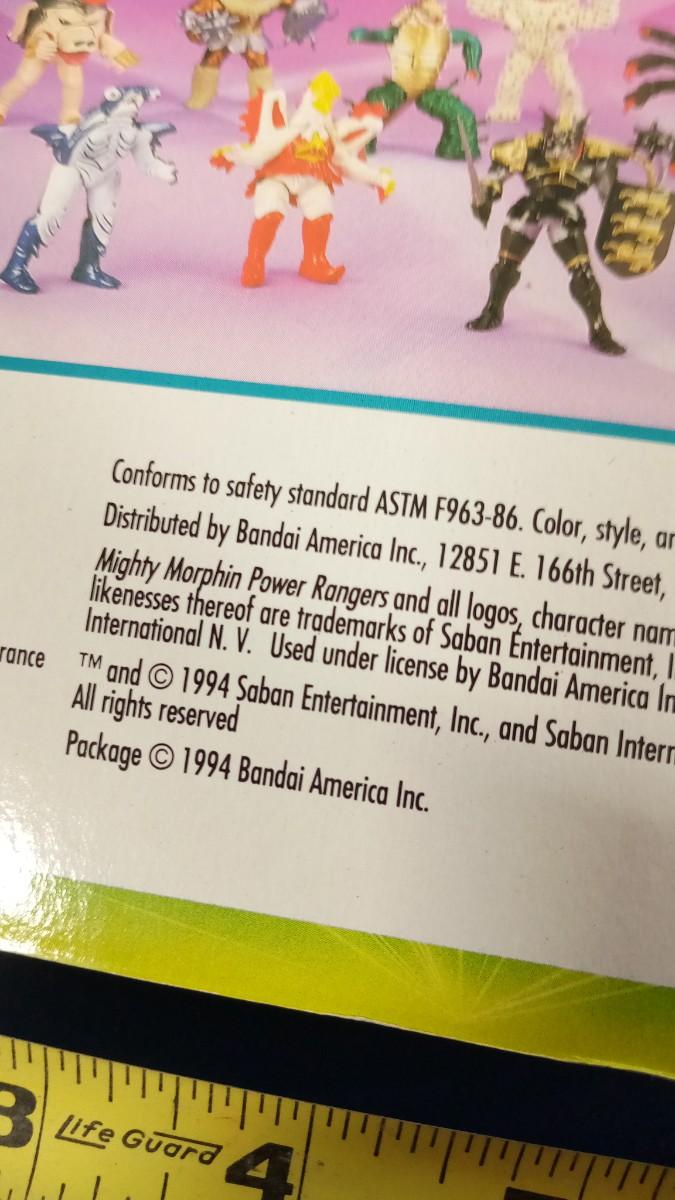 Conforms to safety standard ASTM F963-86. Color, style, ar
Distributed by Bandai America Inc., 12851 E. 166th Street,
Mighty Morphin Power Rangers and all logos, character nam
likenesses thereof are trademarks of Saban Entertainment, I
International N. V. Used under license by Bandai America In
rance
TM and © 1994 Saban Entertainment, Inc., and Saban Intern
All rights reserved
Package © 1994 Bandai America Inc.
3 Life Guard 4